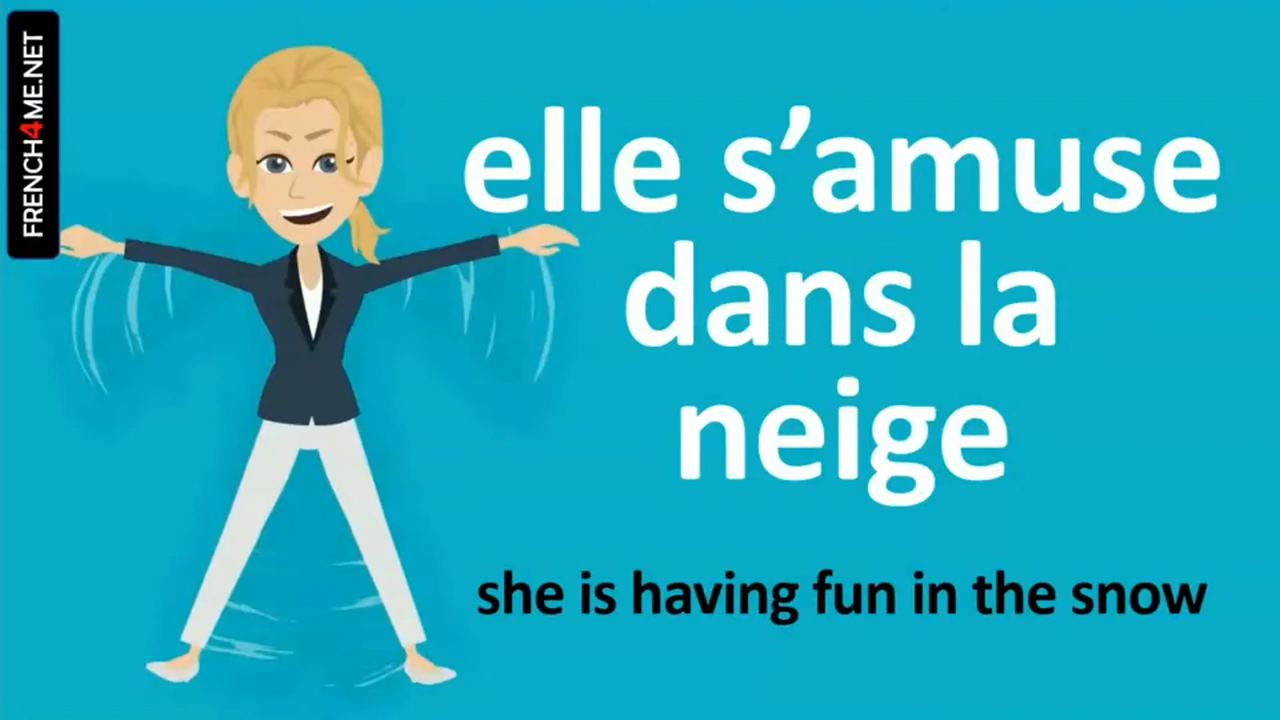 FRENCH4ME.NET
elle s’amuse
dans la
neige
she is having fun in the snow